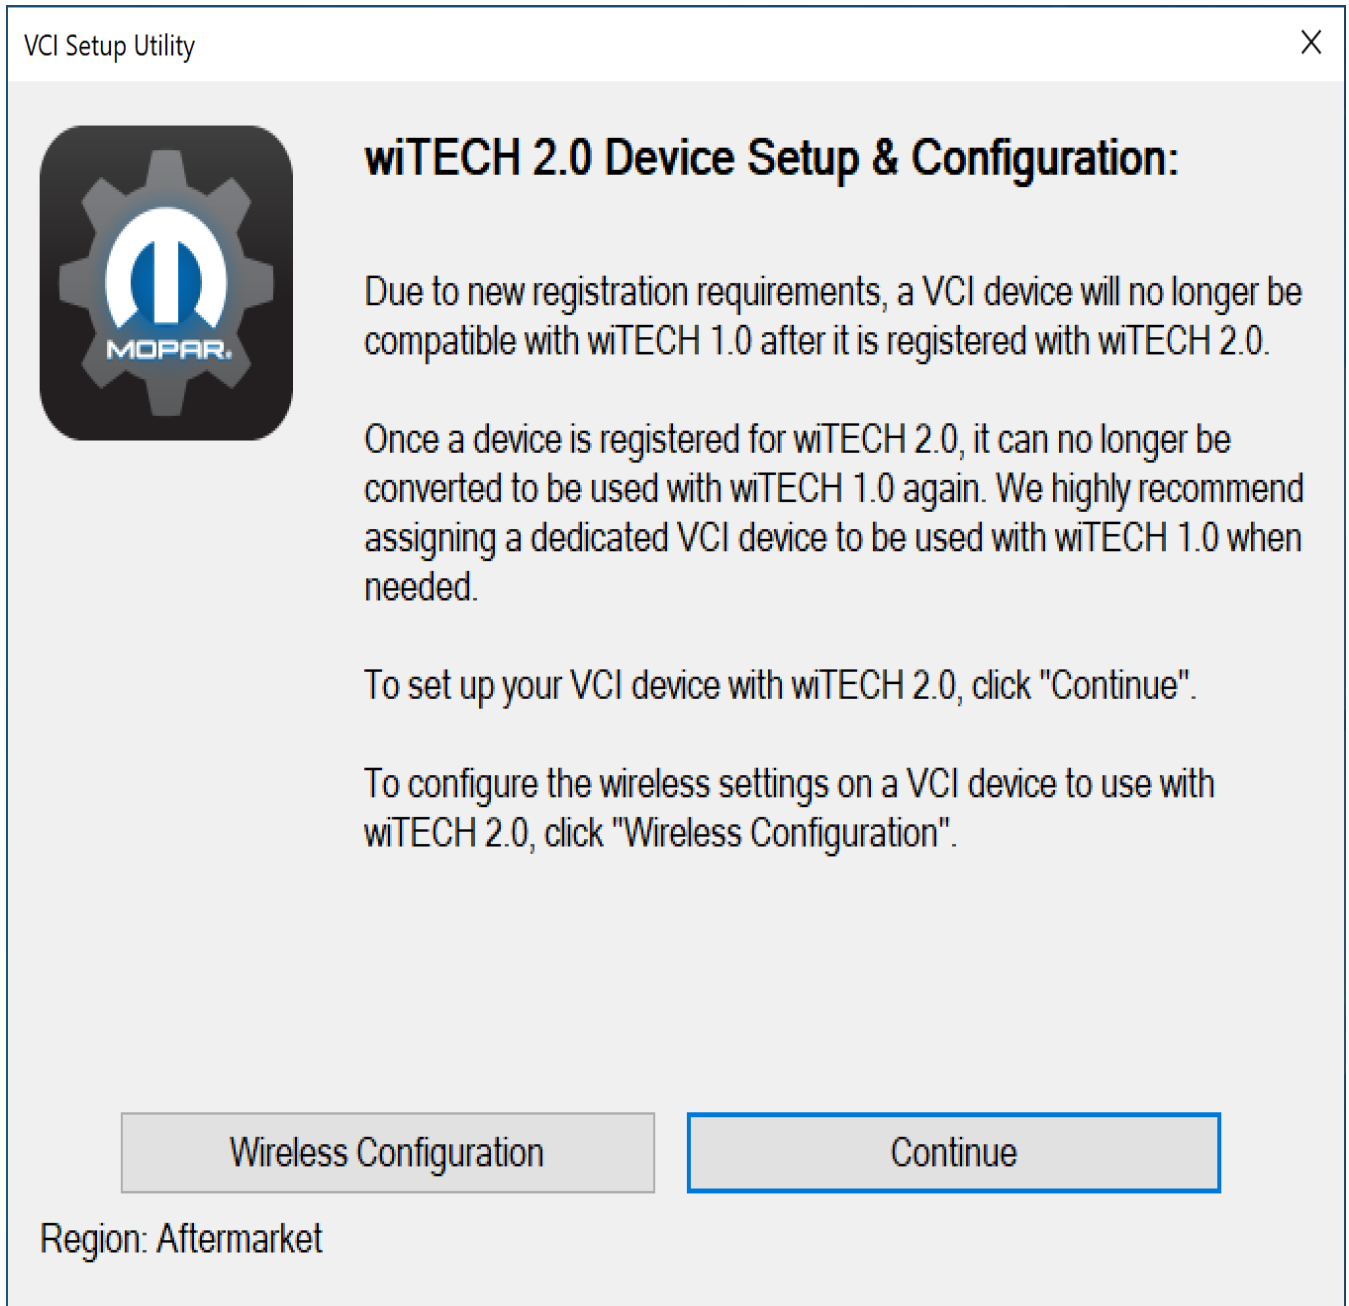 VCI Setup Utility
wiTECH 2.0 Device Setup & Configuration:
MOPAR.
Due to new registration requirements, a VCI device will no longer be
compatible with wiTECH 1.0 after it is registered with wiTECH 2.0.
Once a device is registered for wiTECH 2.0, it can no longer be
converted to be used with wiTECH 1.0 again. We highly recommend
assigning a dedicated VCI device to be used with wiTECH 1.0 when
needed.
To set up your VCI device with wiTECH 2.0, click "Continue".
To configure the wireless settings on a VCI device to use with
wiTECH 2.0, click "Wireless Configuration".
Wireless Configuration
Continue
Region: Aftermarket